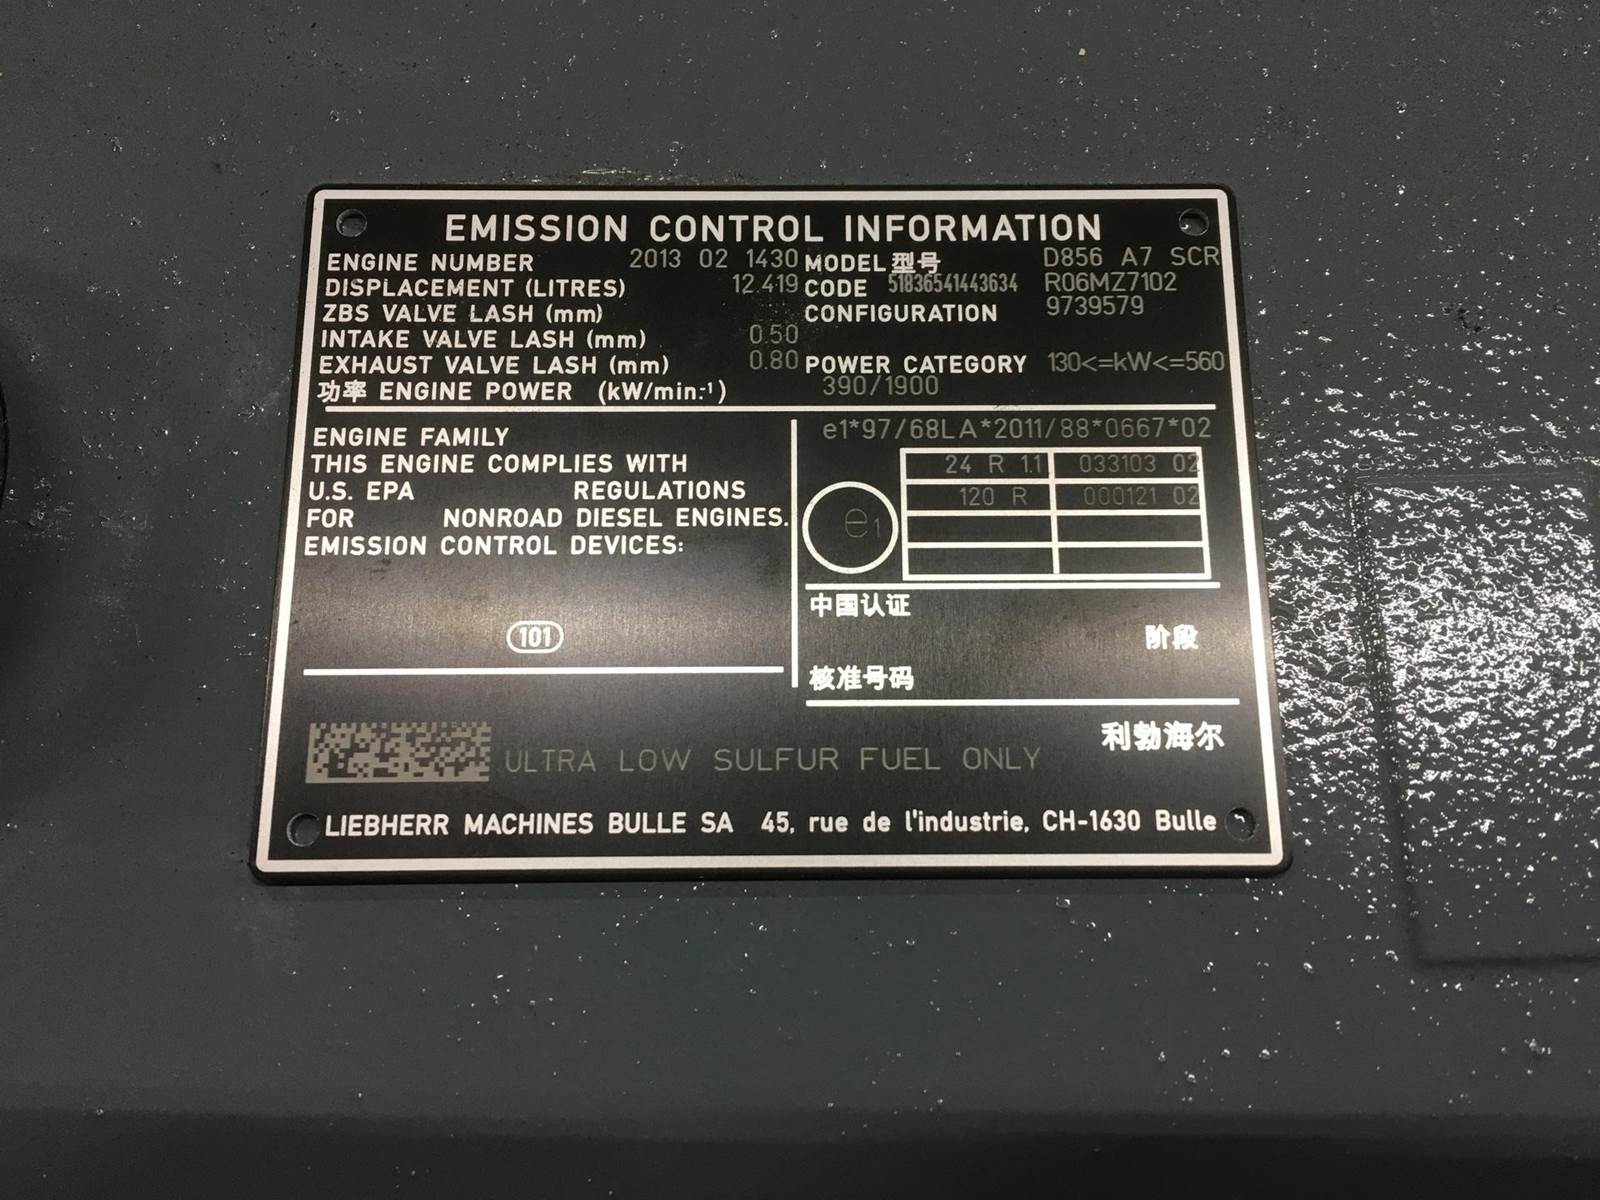 EMISSION CONTROL INFORMATION
ENGINE NUMBER 2013 02 1430 MODEL型号 D856 A7 SCR
DISPLACEMENT (LITRES) 12.419 CODE 51836541443634 R06MZ7102
ZBS VALVE LASH (mm) CONFIGURATION 9739579
INTAKE VALVE LASH (mm) 0.50
EXHAUST VALVE LASH (mm) 0.80 POWER CATEGORY 130<=kW<=560
功率 ENGINE POWER (kW/min.-¹) 390/1900
ENGINE FAMILY
THIS ENGINE COMPLIES WITH
U.S. EPA REGULATIONS
FOR NONROAD DIESEL ENGINES.
EMISSION CONTROL DEVICES:
101
e1*97/68LA*2011/88*0667*02
24 R 1.1 033103 02
120 R 000121 02
e1
中国认证
阶段
核准号码
利勃海尔
ULTRA LOW SULFUR FUEL ONLY
LIEBHERR MACHINES BULLE SA 45, rue de l'industrie, CH-1630 Bulle